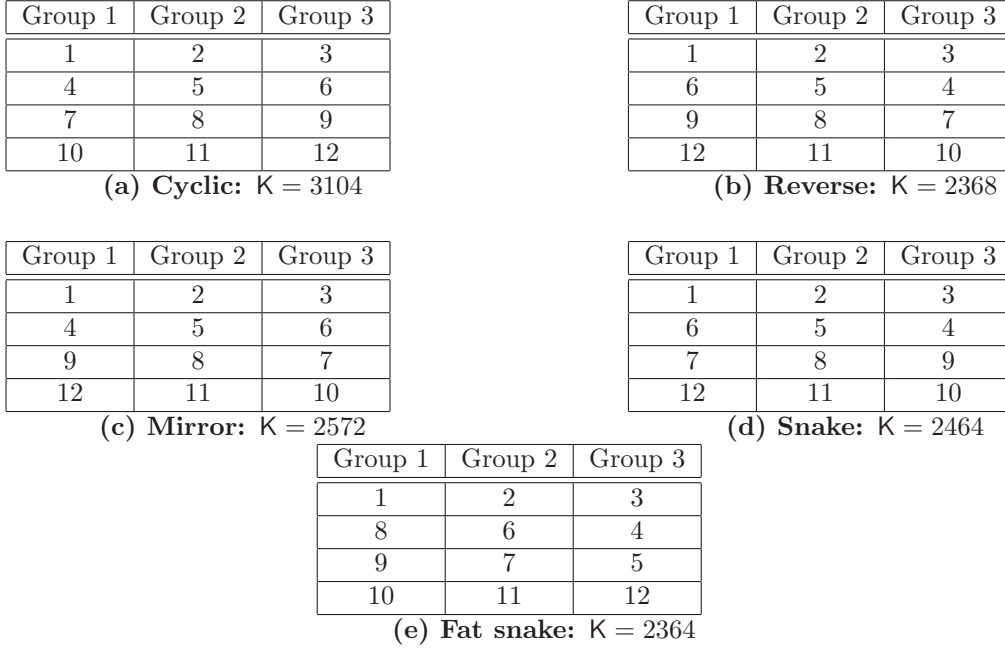 Group 1 Group 2 Group 3
1 2 3
4 5 6
7 8 9
10 11 12
(a) Cyclic: K = 3104
Group 1 Group 2 Group 3
1 2 3
6 5 4
9 8 7
12 11 10
(b) Reverse: K = 2368
Group 1 Group 2 Group 3
1 2 3
4 5 6
9 8 7
12 11 10
(c) Mirror: K = 2572
Group 1 Group 2 Group 3
1 2 3
6 5 4
7 8 9
12 11 10
(d) Snake: K = 2464
Group 1 Group 2 Group 3
1 2 3
8 6 4
9 7 5
10 11 12
(e) Fat snake: K = 2364